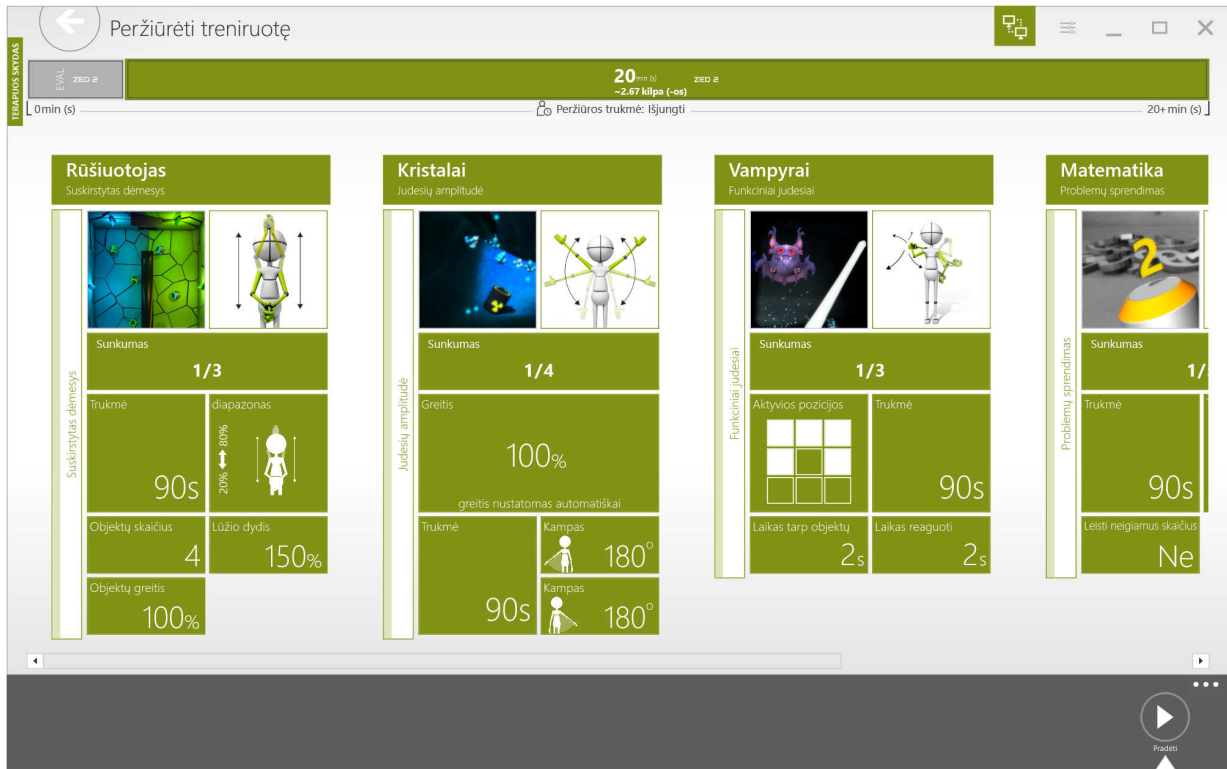 Peržiūrėti treniruotę
TERAPIJOS SKYDAS
EVAL
ZED 2
20min (s)
~2.67 kilpa (-os)
ZED 2
0min (s)
Peržiūros trukmė: Išjungti
20+min (s)
Rūšiuotojas
Suskirstytas dėmesys
Suskirstytas dėmesys
Sunkumas
1/3
Trukmė
90s
diapazonas
20% 80%
Objektų skaičius
4
Lūžio dydis
150%
Objektų greitis
100%
Kristalai
Judesių amplitudė
Judesių amplitudė
Sunkumas
1/4
Greitis
100%
greitis nustatomas automatiškai
Trukmė
90s
Kampas
180°
Kampas
180°
Vampyrai
Funkciniai judesiai
Funkciniai judesiai
Sunkumas
1/3
Aktyvios pozicijos
Trukmė
90s
Laikas tarp objektų
2s
Laikas reaguoti
2s
Matematika
Problemų sprendimas
Problemų sprendimas
2
Sunkumas
Trukmė
90s
Leisti neigiamus skaičius
Ne
Pradėti